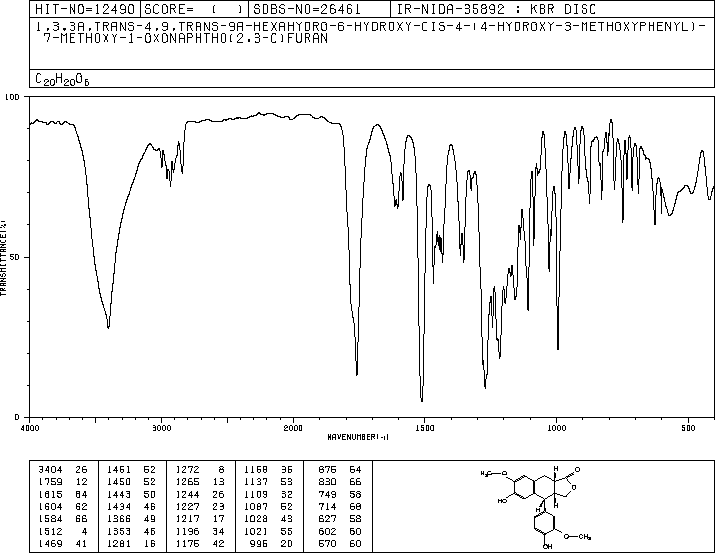 HIT-NO=12490 SCORE= ( ) SDBS-NO=26461 IR-NIDA-35892 : KBR DISC
1,3,3A,TRANS-4,9,TRANS-9A-HEXAHYDRO-6-HYDROXY-CIS-4-(4-HYDROXY-3-METHOXYPHENYL)-
7-METHOXY-1-OXONAPHTHO(2,3-C)FURAN
C20H20O6
100
50
0
TRANSMITTANCE(%)
4000 3000 2000 1500 1000 500
WAVENUMBER(-1)
3404 26 1461 52 1272 8 1158 35 875 64
1759 12 1450 52 1265 13 1137 53 830 66
1615 64 1443 50 1244 26 1109 32 749 58
1604 62 1434 46 1227 23 1087 52 714 68
1584 66 1366 49 1217 17 1028 43 627 58
1512 4 1353 46 1196 34 1021 55 602 60
1469 41 1281 16 1175 42 995 20 570 60
CH3 O HO H H H O O O CH3 OH